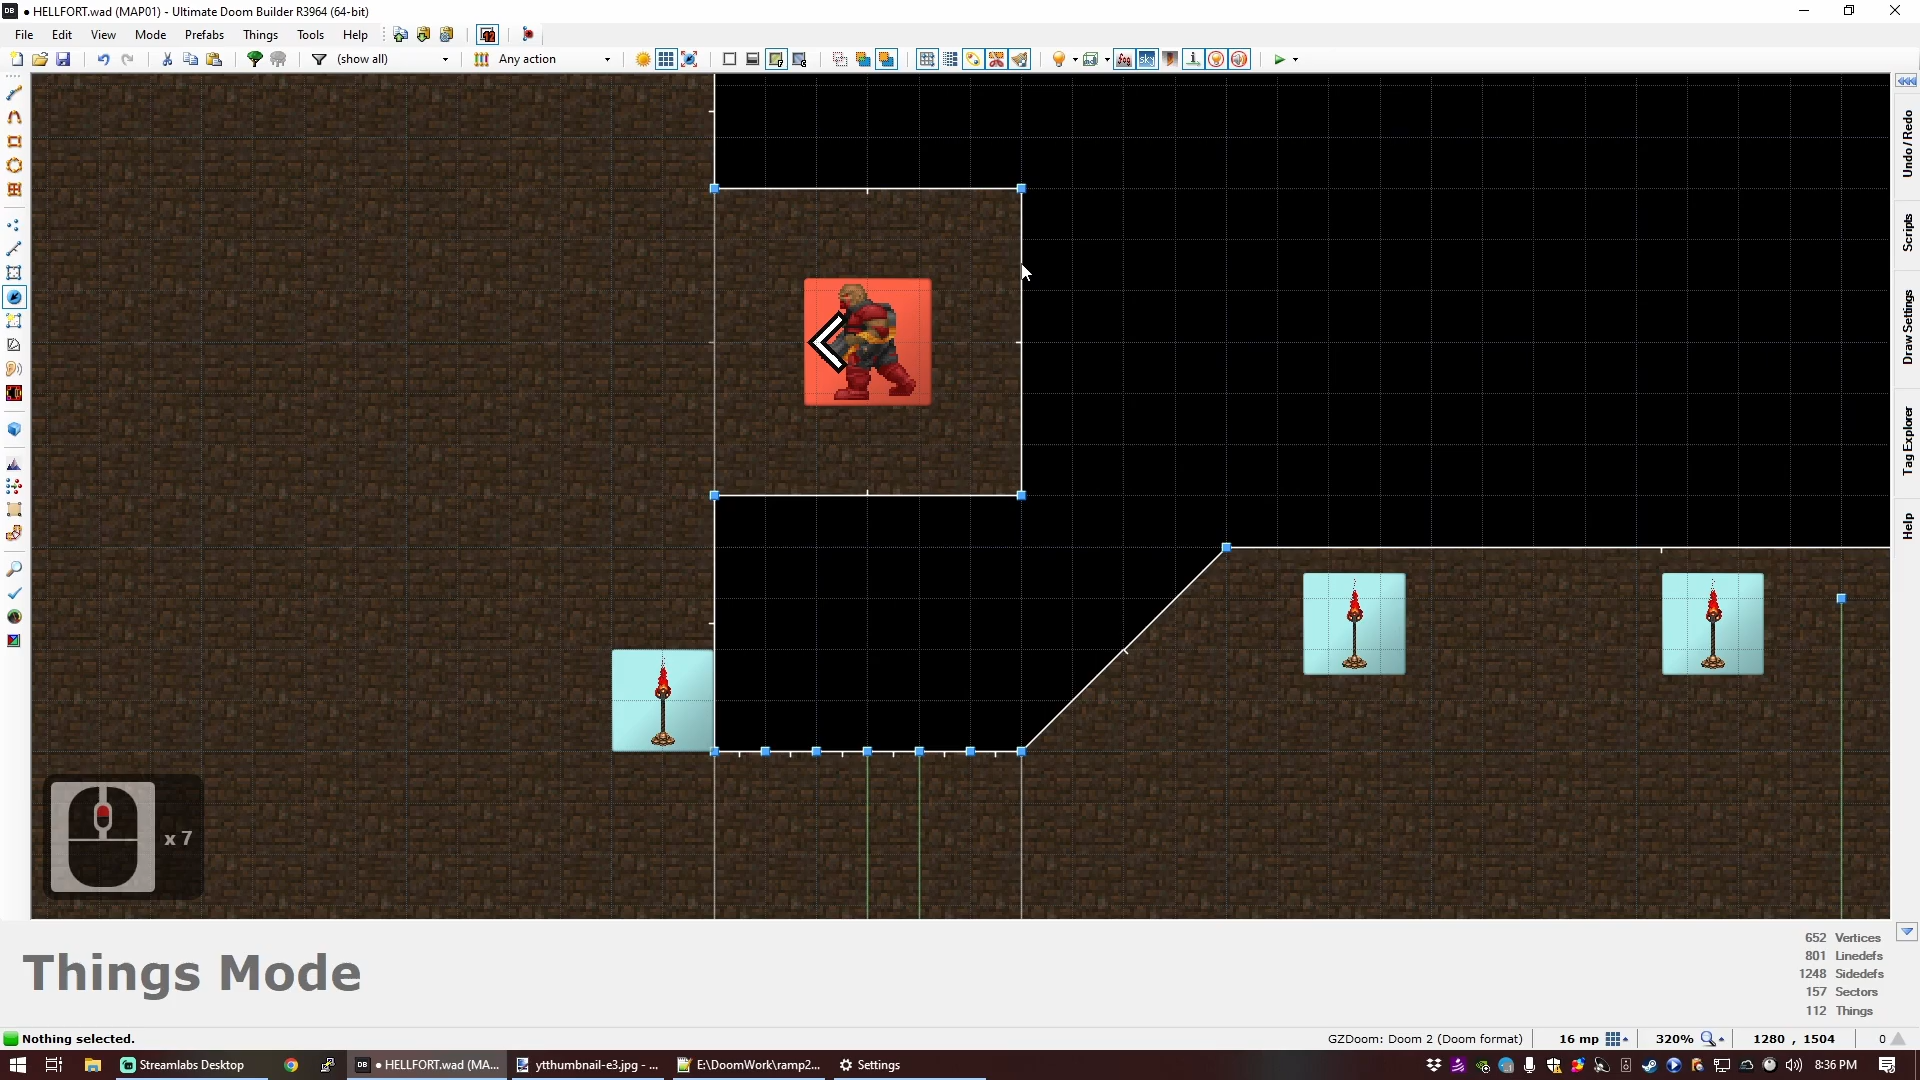 • HELLFORT.wad (MAP01) - Ultimate Doom Builder R3964 (64-bit)
File Edit View Mode Prefabs Things Tools Help
(show all) Any action
Undo / Redo
Scripts
Draw Settings
Tag Explorer
Help
x 7
Things Mode
652 Vertices
801 Linedefs
1248 Sidedefs
157 Sectors
112 Things
Nothing selected.
GZDoom: Doom 2 (Doom format) 16 mp 320% 1280 , 1504 0
Streamlabs Desktop
• HELLFORT.wad (MA...
ytthumbnail-e3.jpg - ...
E:\DoomWork\ramp2...
Settings
8:36 PM